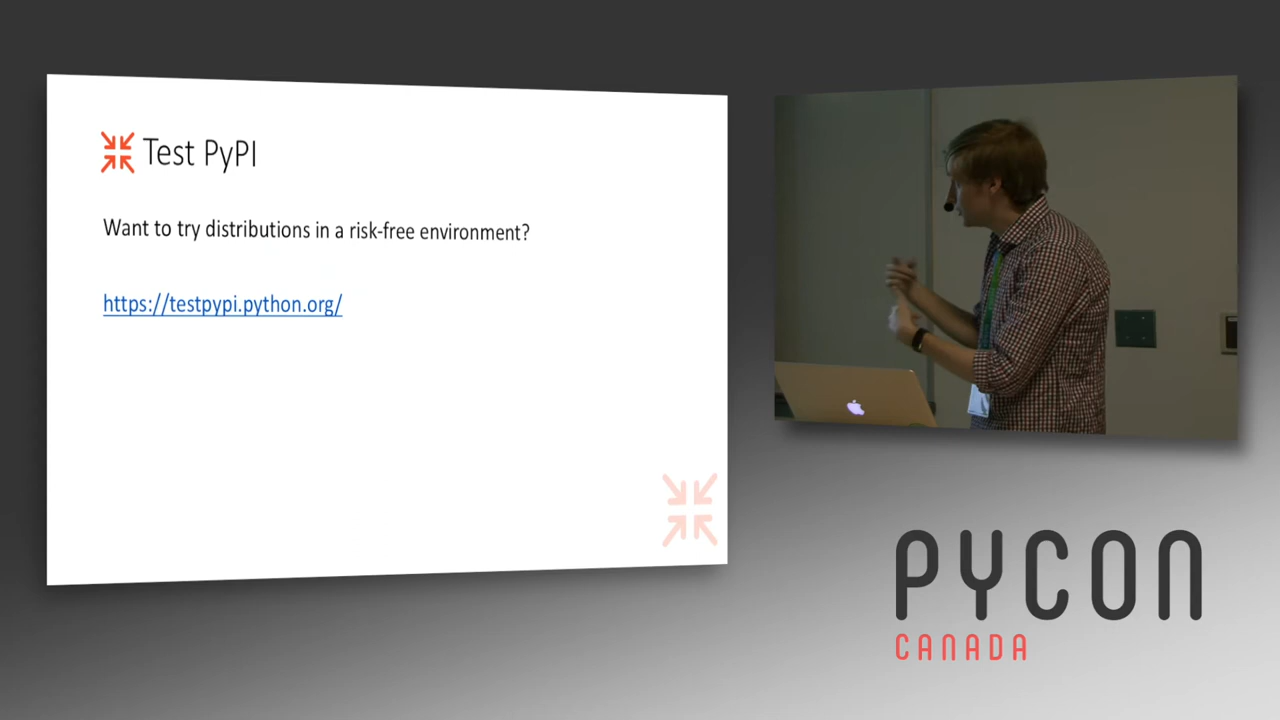 Test PyPI
Want to try distributions in a risk-free environment?
https://testpypi.python.org/
PYCON
CANADA